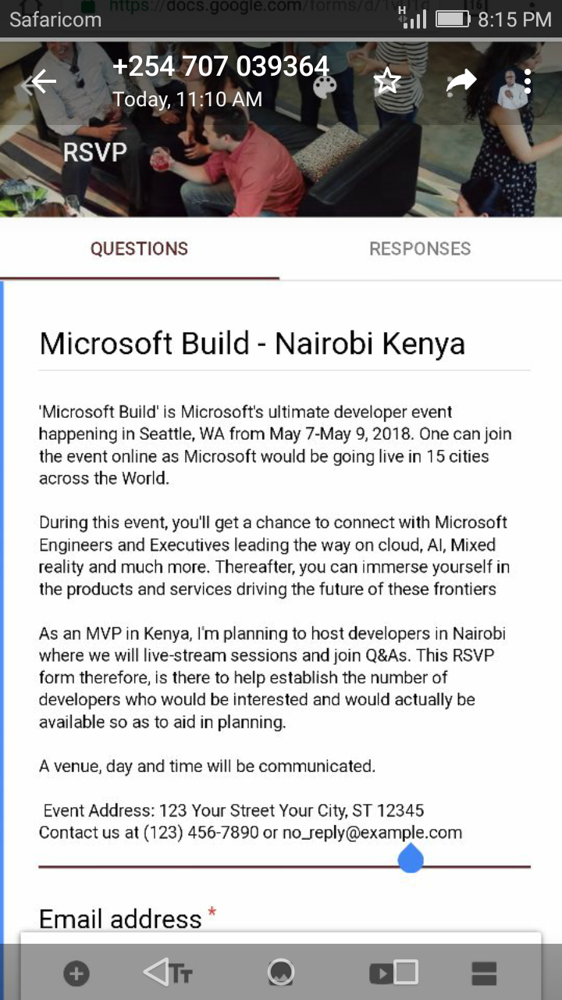 https://docs.google.com/forms/d/1
16
Safaricom
H
8:15 PM
+254 707 039364
Today, 11:10 AM
RSVP
QUESTIONS
RESPONSES
Microsoft Build - Nairobi Kenya
'Microsoft Build' is Microsoft's ultimate developer event
happening in Seattle, WA from May 7-May 9, 2018. One can join
the event online as Microsoft would be going live in 15 cities
across the World.
During this event, you'll get a chance to connect with Microsoft
Engineers and Executives leading the way on cloud, AI, Mixed
reality and much more. Thereafter, you can immerse yourself in
the products and services driving the future of these frontiers
As an MVP in Kenya, I'm planning to host developers in Nairobi
where we will live-stream sessions and join Q&As. This RSVP
form therefore, is there to help establish the number of
developers who would be interested and would actually be
available so as to aid in planning.
A venue, day and time will be communicated.
Event Address: 123 Your Street Your City, ST 12345
Contact us at (123) 456-7890 or no_reply@example.com
Email address *
Tт